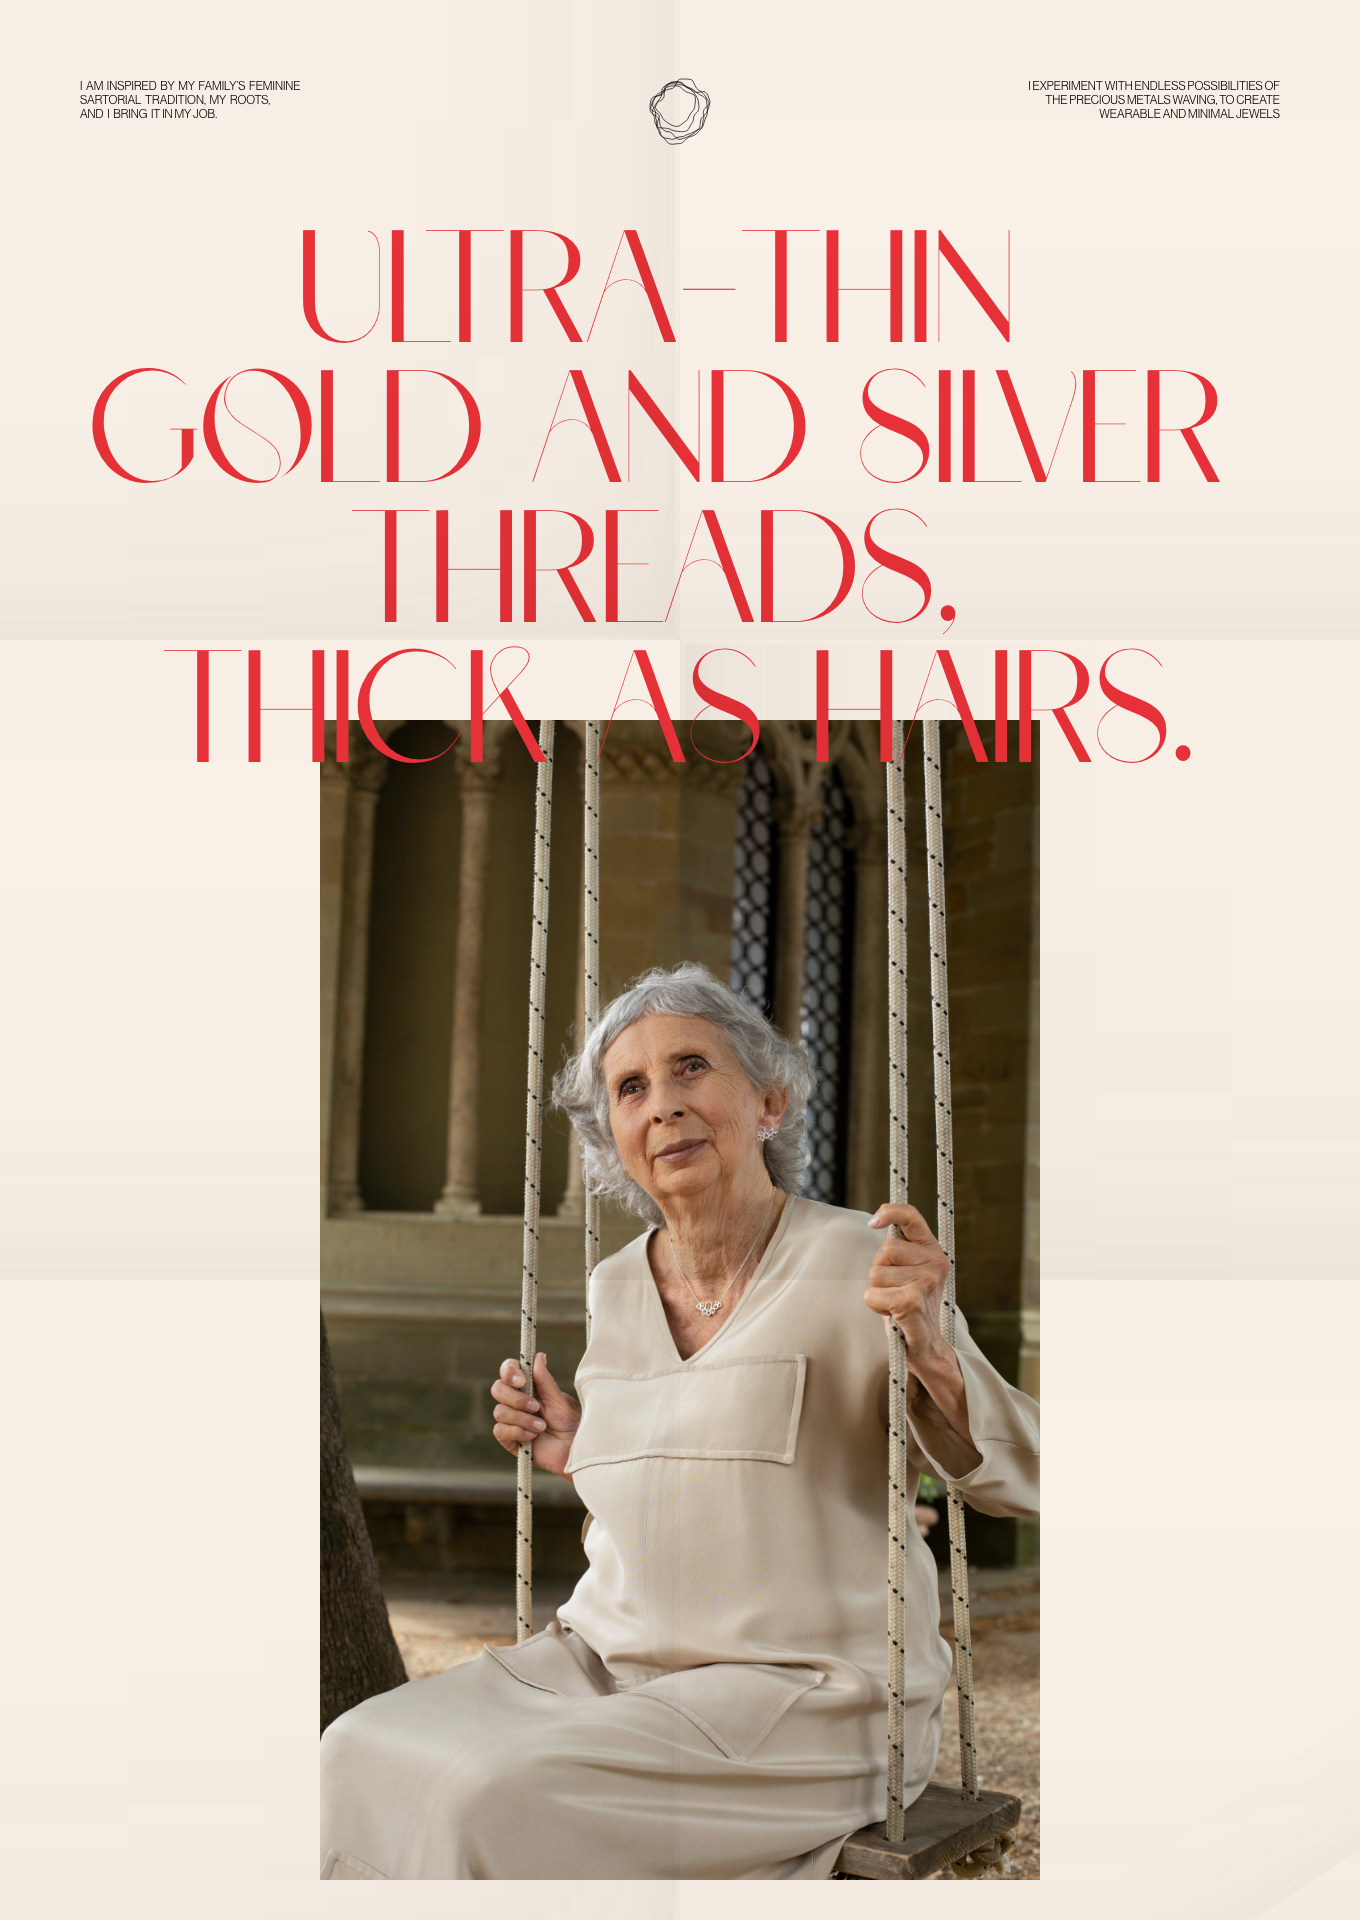 I AM INSPIRED BY MY FAMILY'S FEMININE
SARTORIAL TRADITION, MY ROOTS,
AND I BRING IT IN MY JOB.
I EXPERIMENT WITH ENDLESS POSSIBILITIES OF
THE PRECIOUS METALS WAVING, TO CREATE
WEARABLE AND MINIMAL JEWELS
ULTRA-THIN
GOLD AND SILVER
THREADS,
THICK AS HAIRS.